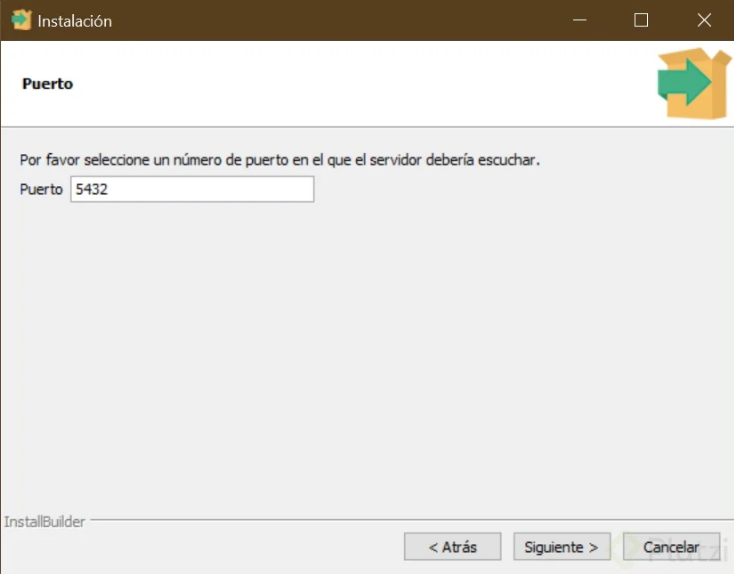 Instalación
Puerto
Por favor seleccione un número de puerto en el que el servidor debería escuchar.
Puerto 5432
InstallBuilder
< Atrás Siguiente > Cancelar
Platzi